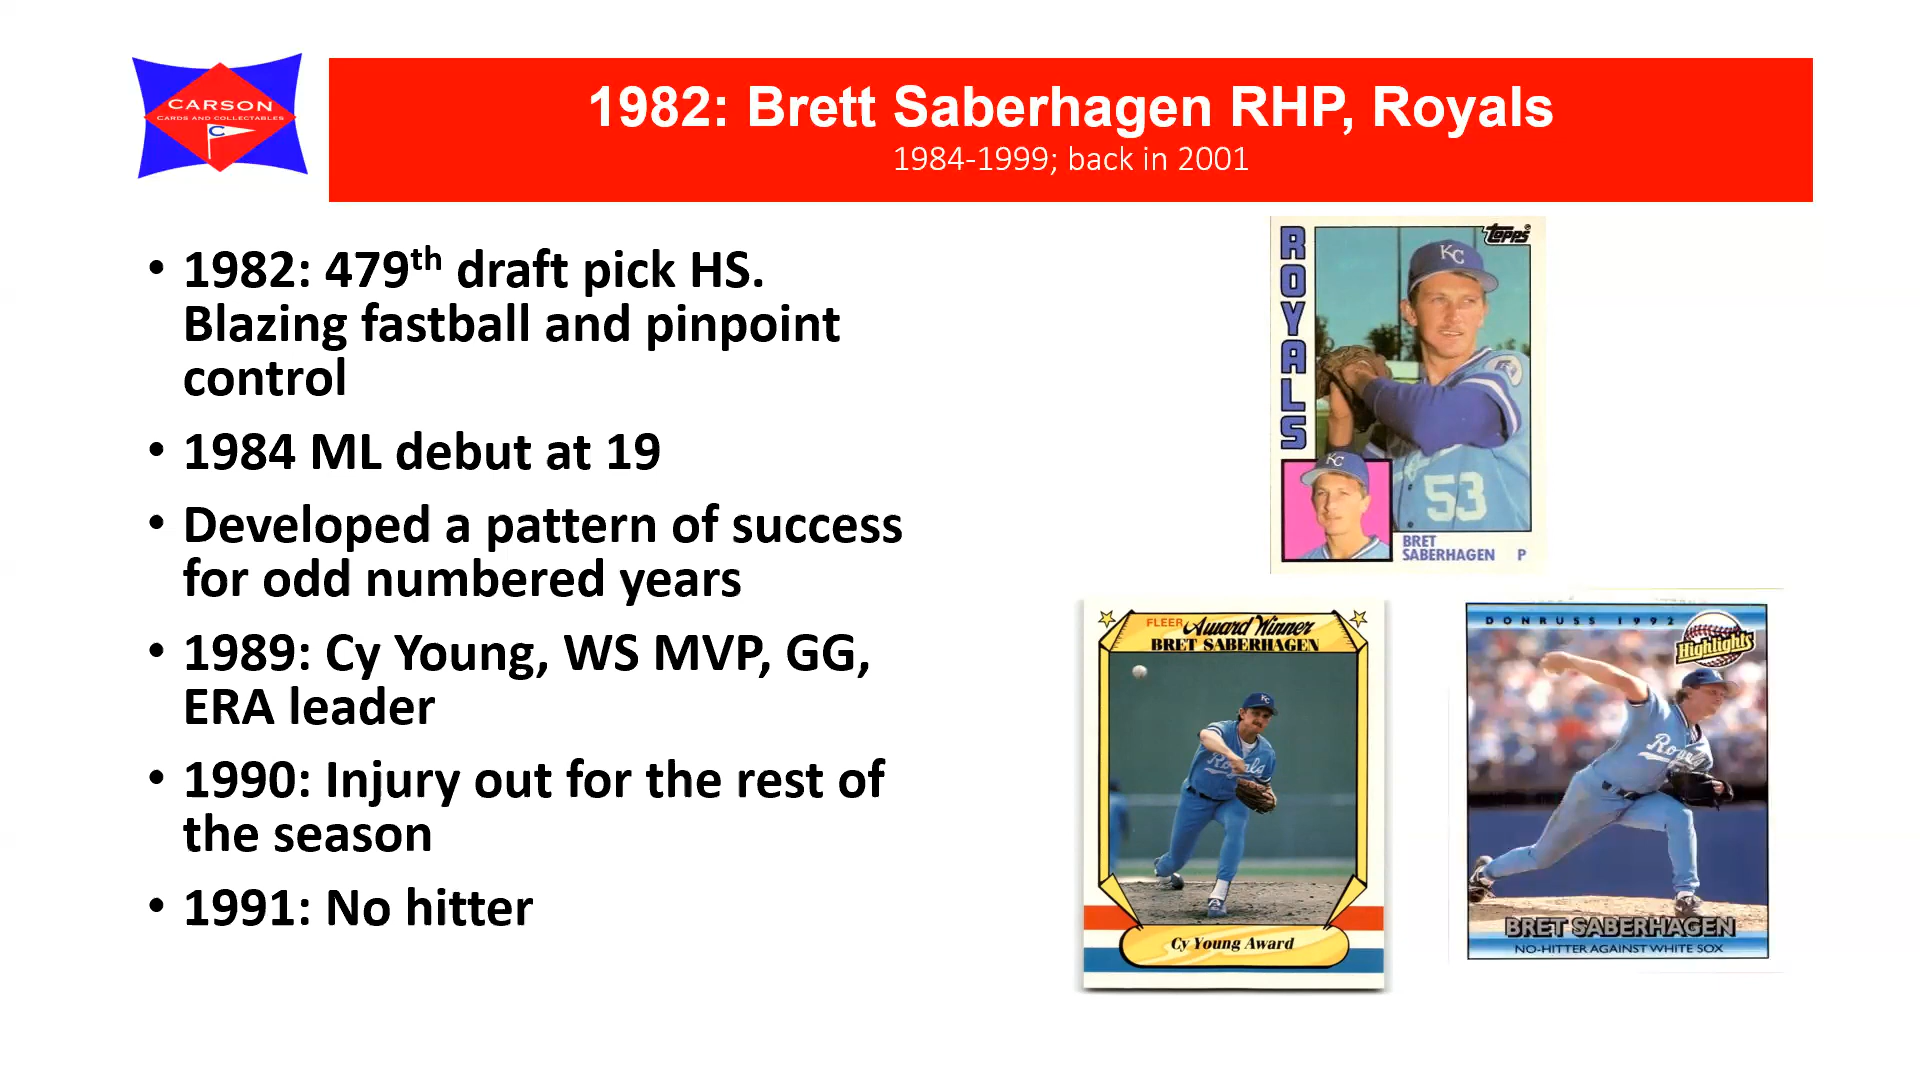 CARSON
CARDS AND COLLECTABLES
C
1982: Brett Saberhagen RHP, Royals
1984-1999; back in 2001
• 1982: 479th draft pick HS.
Blazing fastball and pinpoint
control
• 1984 ML debut at 19
• Developed a pattern of success
for odd numbered years
• 1989: Cy Young, WS MVP, GG,
ERA leader
• 1990: Injury out for the rest of
the season
• 1991: No hitter
ROYALS
topps
KC
KC
53
BRET
SABERHAGEN P
FLEER Award Winner
BRET SABERHAGEN
KC
Royals
Cy Young Award
DONRUSS 1992
Highlights
Royals
BRET SABERHAGEN
NO-HITTER AGAINST WHITE SOX